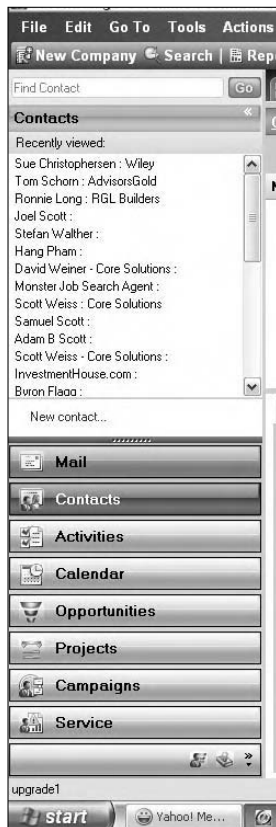 File Edit Go To Tools Actions
New Company Search Rep
Find Contact Go
Contacts
Recently viewed:
Sue Christophersen : Wiley
Tom Schorn : AdvisorsGold
Ronnie Long : RGL Builders
Joel Scott :
Stefan Walther :
Hang Pham :
David Weiner - Core Solutions :
Monster Job Search Agent :
Scott Weiss : Core Solutions
Samuel Scott :
Adam B Scott :
Scott Weiss - Core Solutions :
InvestmentHouse.com :
Byron Flagg :
New contact...
Mail
Contacts
Activities
Calendar
Opportunities
Projects
Campaigns
Service
upgrade1
start Yahoo! Me...